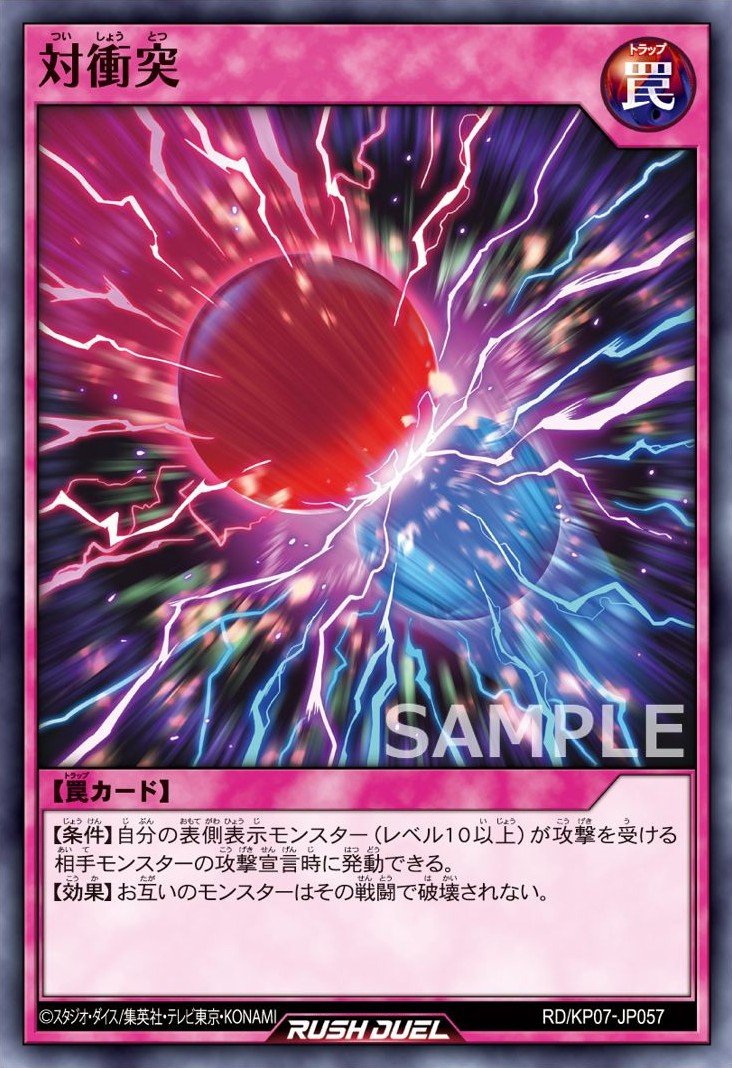 つい しょう とつ
対衝突
トラップ
罠
SAMPLE
トラップ
【罠カード】
じょう けん じ ぶん おもて がわ ひょう じ い じょう こう げき う
【条件】自分の表側表示モンスター(レベル10以上)が攻撃を受ける
あい て こう げき せん げん じ はつ どう
相手モンスターの攻撃宣言時に発動できる。
こう か たが せん とう は かい
【効果】お互いのモンスターはその戦闘で破壊されない。
©スタジオ・ダイス/集英社・テレビ東京・KONAMI
RUSH DUEL
RD/KP07-JP057